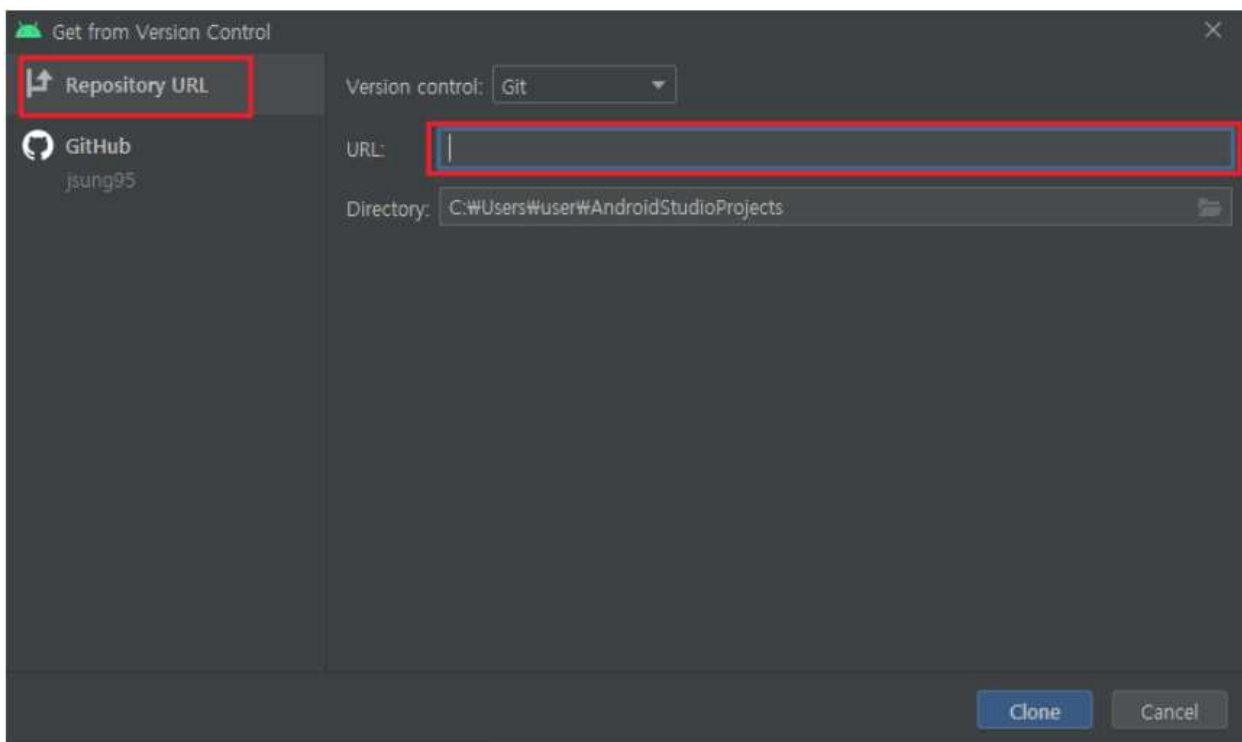 Get from Version Control
Repository URL
GitHub
jsung95
Version control: Git
URL:
Directory: C:₩Users₩user₩AndroidStudioProjects
Clone
Cancel